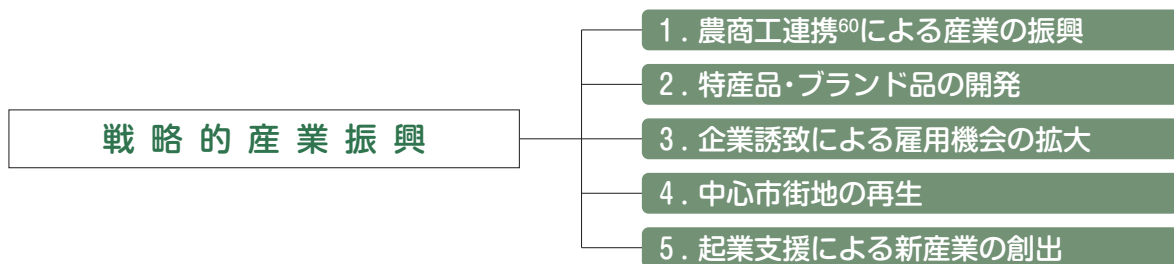 戦略的産業振興
1. 農商工連携60による産業の振興
2. 特産品・ブランド品の開発
3. 企業誘致による雇用機会の拡大
4. 中心市街地の再生
5. 起業支援による新産業の創出